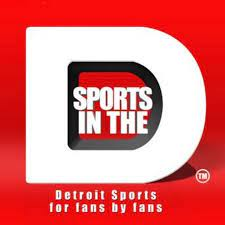 SPORTS
IN THE
D
TM
Detroit Sports
for fans by fans